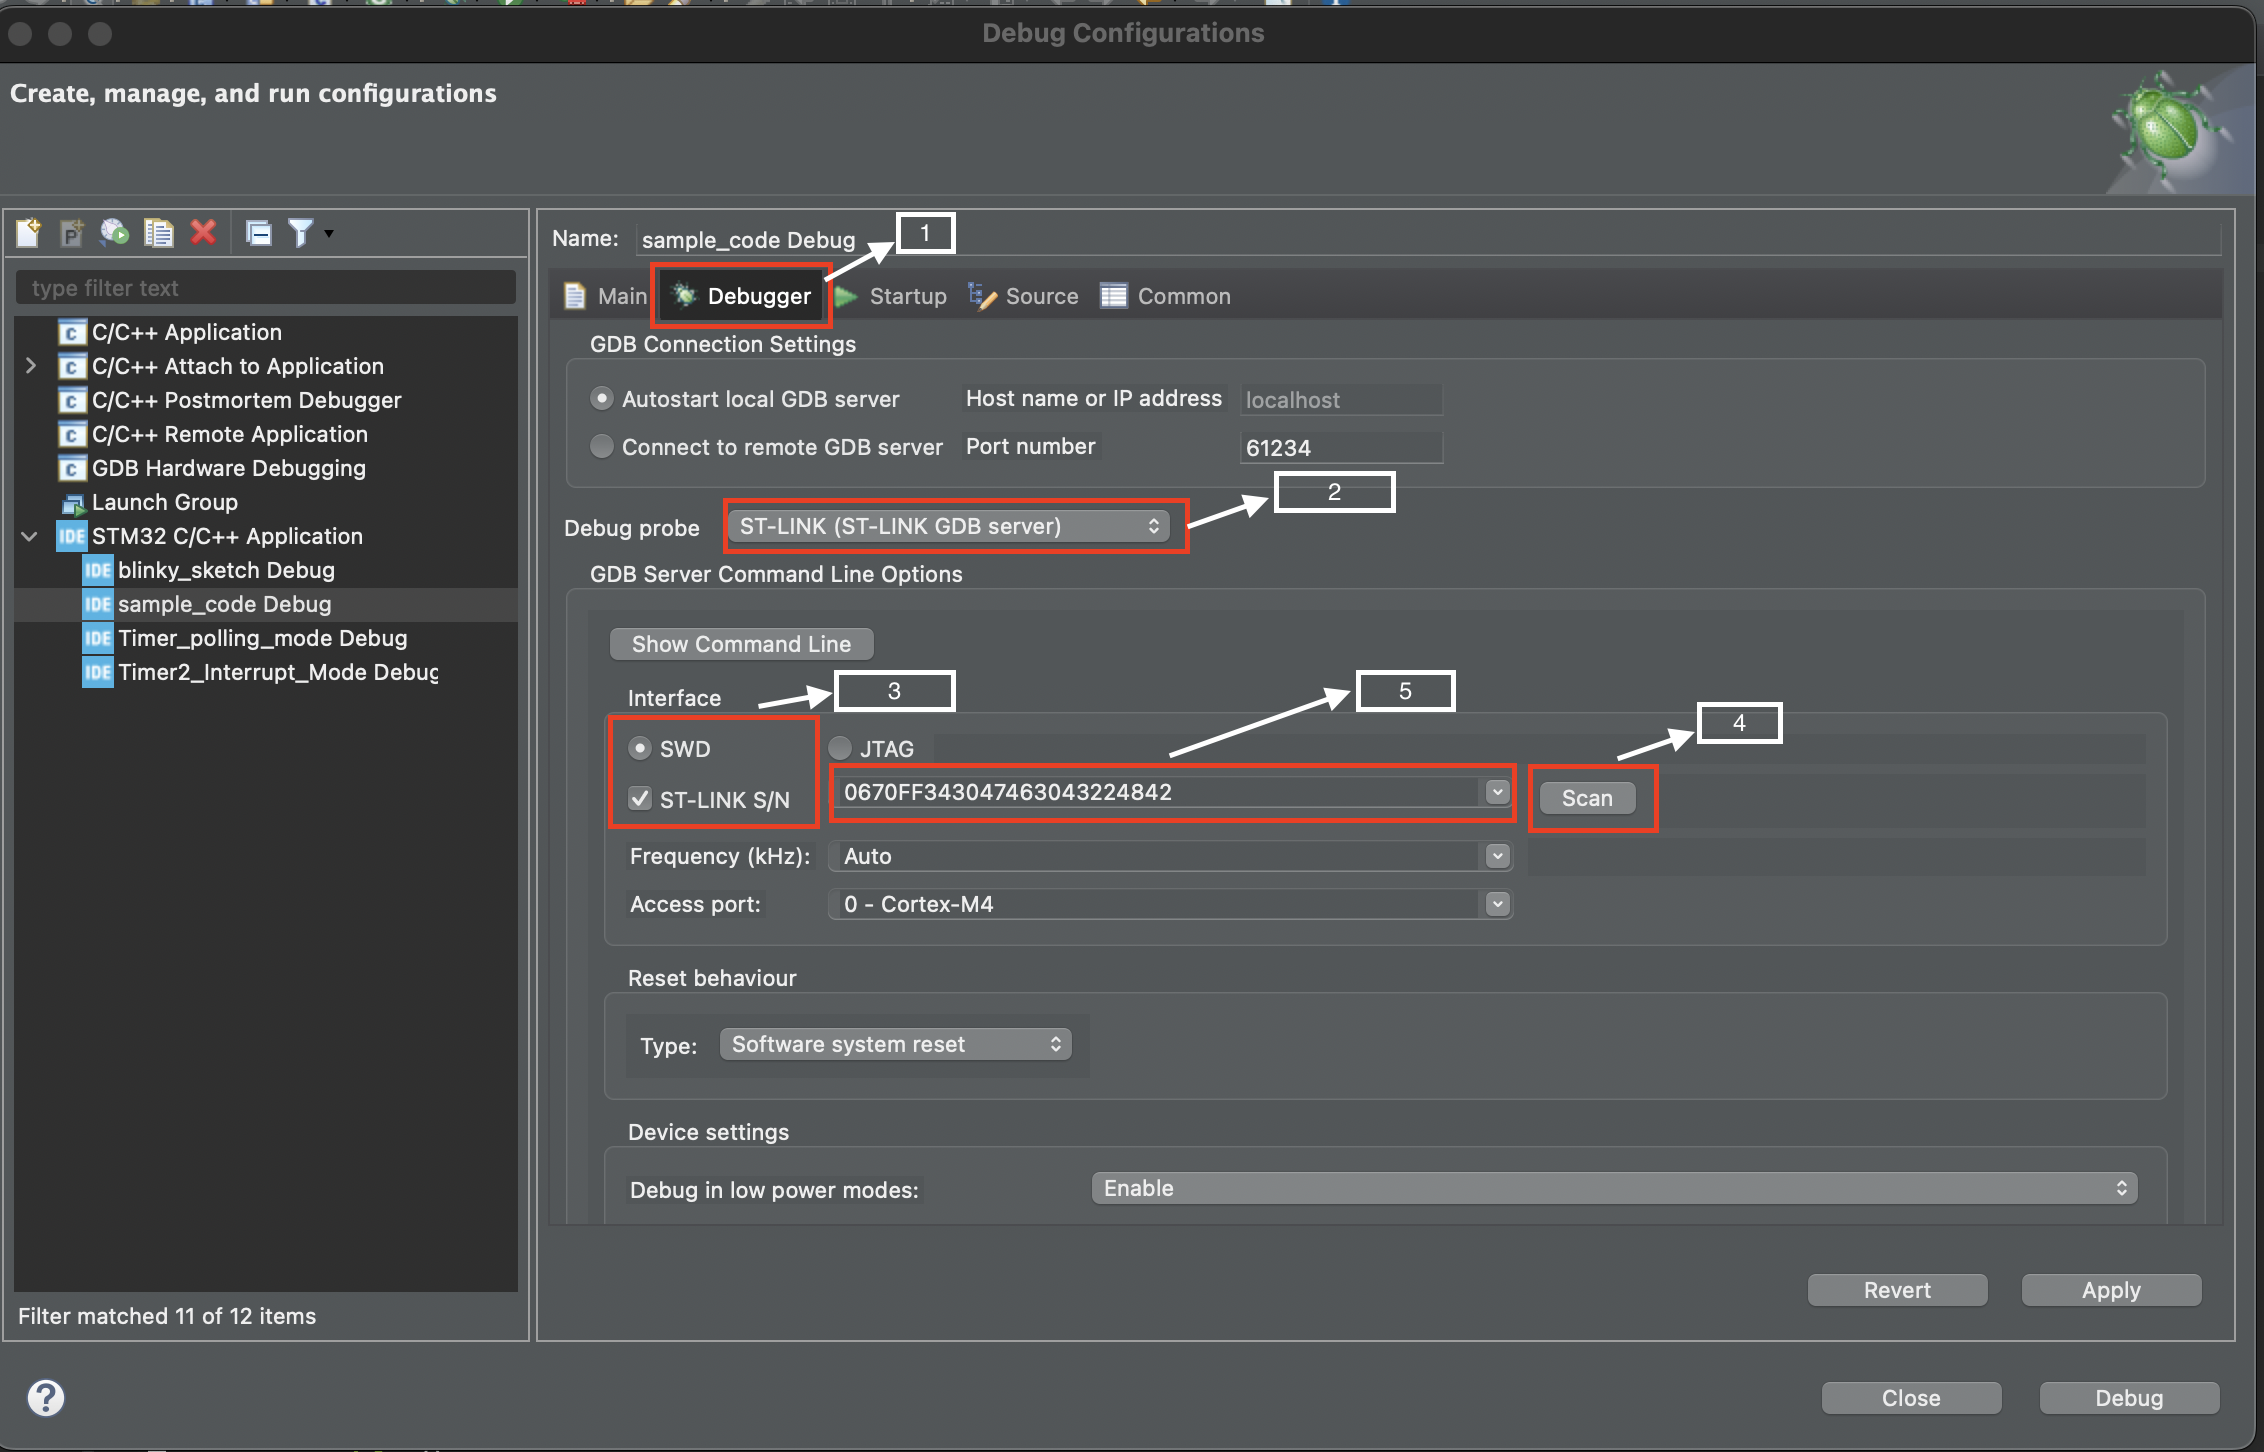 Debug Configurations
Create, manage, and run configurations
type filter text
C/C++ Application
C/C++ Attach to Application
C/C++ Postmortem Debugger
C/C++ Remote Application
GDB Hardware Debugging
Launch Group
IDE STM32 C/C++ Application
IDE blinky_sketch Debug
IDE sample_code Debug
IDE Timer_polling_mode Debug
IDE Timer2_Interrupt_Mode Debug
Filter matched 11 of 12 items
Name: sample_code Debug
1
Main Debugger Startup Source Common
GDB Connection Settings
Autostart local GDB server Host name or IP address localhost
Connect to remote GDB server Port number 61234
2
Debug probe ST-LINK (ST-LINK GDB server)
GDB Server Command Line Options
Show Command Line
Interface
3
5
4
SWD JTAG
ST-LINK S/N 0670FF343047463043224842 Scan
Frequency (kHz): Auto
Access port: 0 - Cortex-M4
Reset behaviour
Type: Software system reset
Device settings
Debug in low power modes: Enable
Revert Apply
? Close Debug